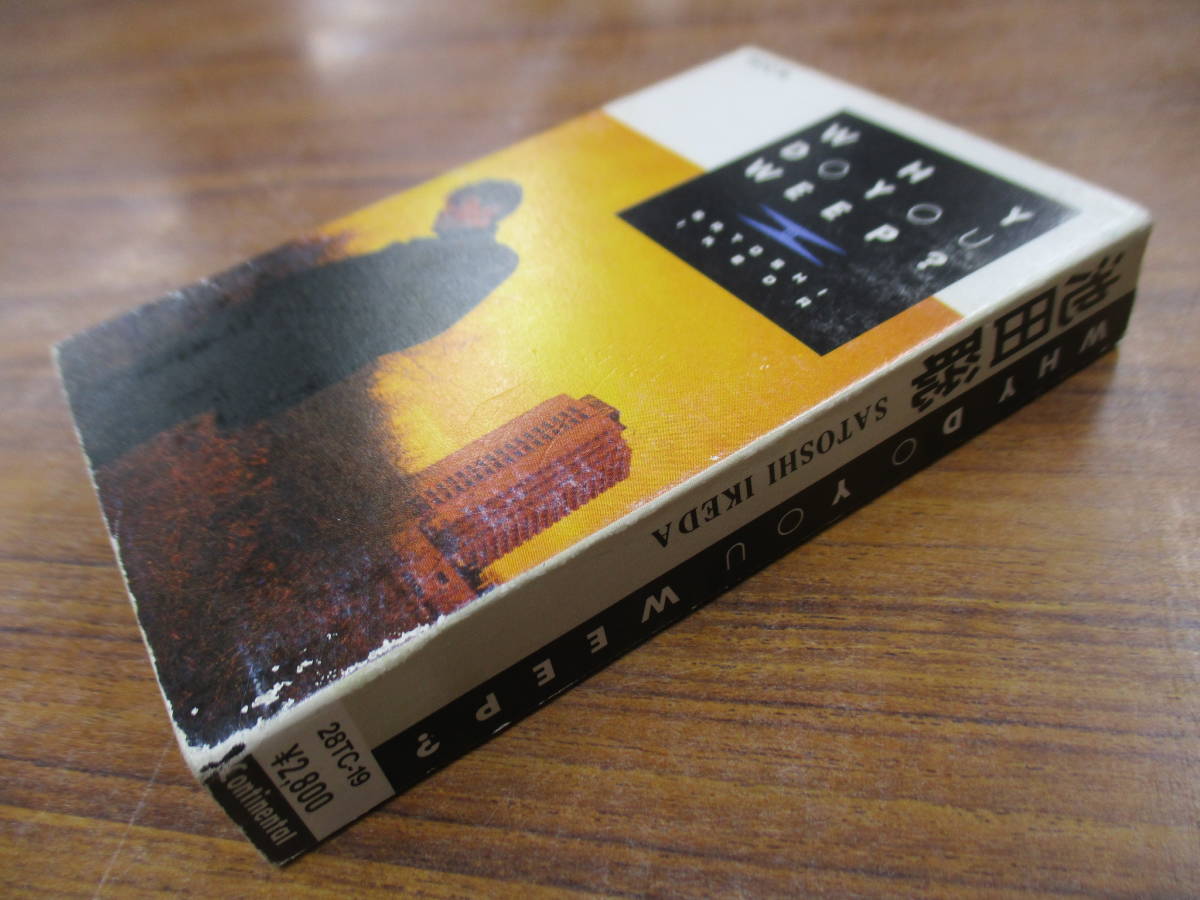 WHY
DO YOU
WEEP?
SATOSHI
IKEDA
池田聡
SATOSHI IKEDA
WHY DO YOU WEEP?
28TC-19
¥2,800
Continental